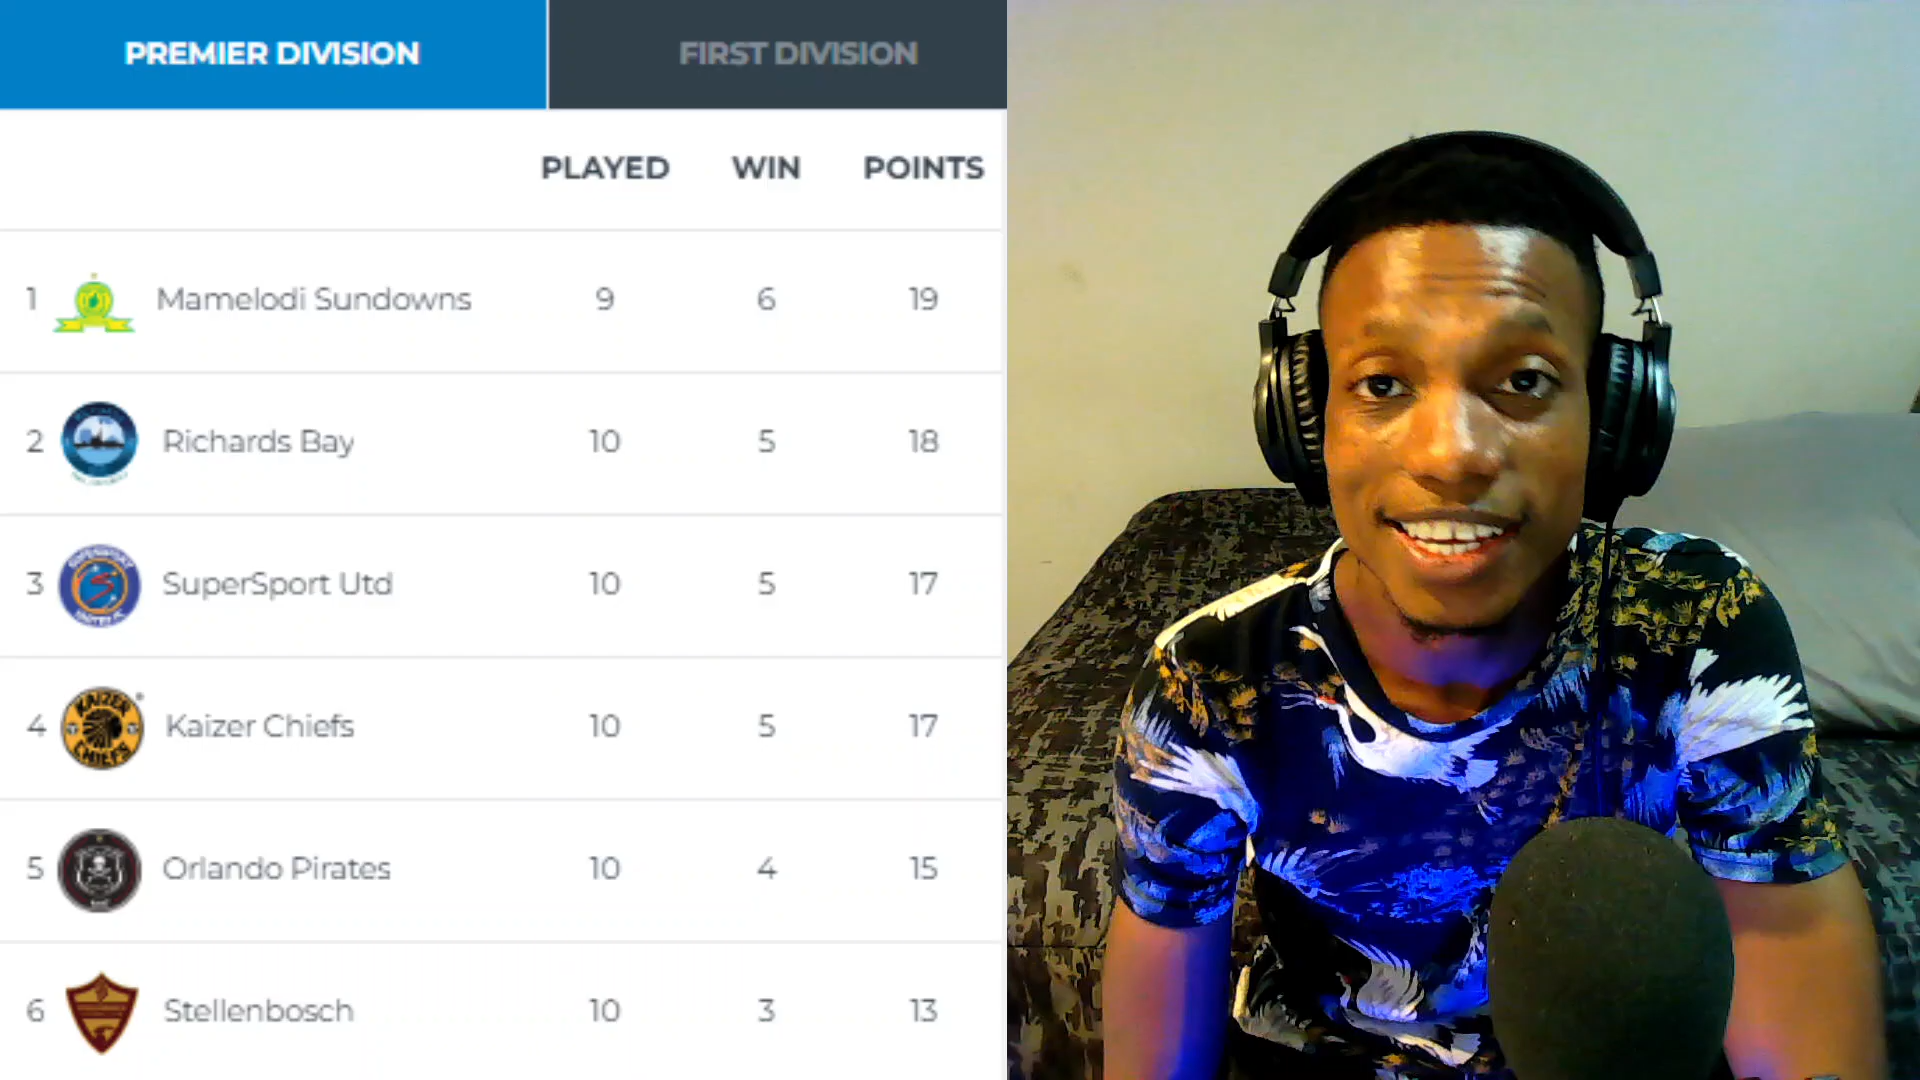 PREMIER DIVISION FIRST DIVISION
PLAYED WIN POINTS
1 Mamelodi Sundowns 9 6 19
2 Richards Bay 10 5 18
3 SuperSport Utd 10 5 17
KAIZER CHIEFS
4 Kaizer Chiefs 10 5 17
5 Orlando Pirates 10 4 15
6 Stellenbosch 10 3 13